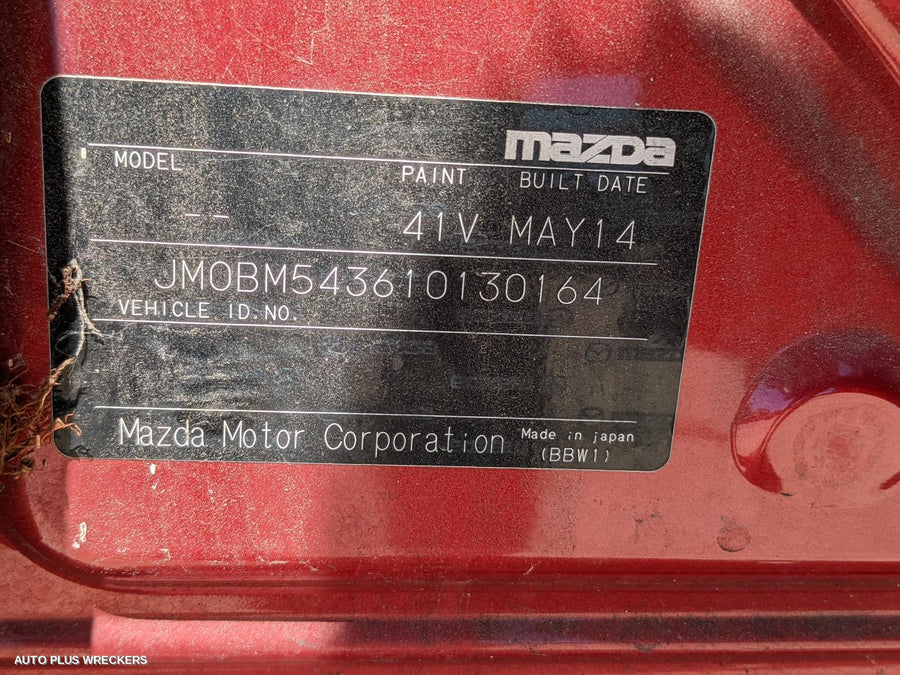 mazda
MODEL PAINT BUILT DATE
-- 41V MAY14
JM0BM543610130164
VEHICLE ID.NO.
Mazda Motor Corporation Made in japan
(BBW1)
AUTO PLUS WRECKERS